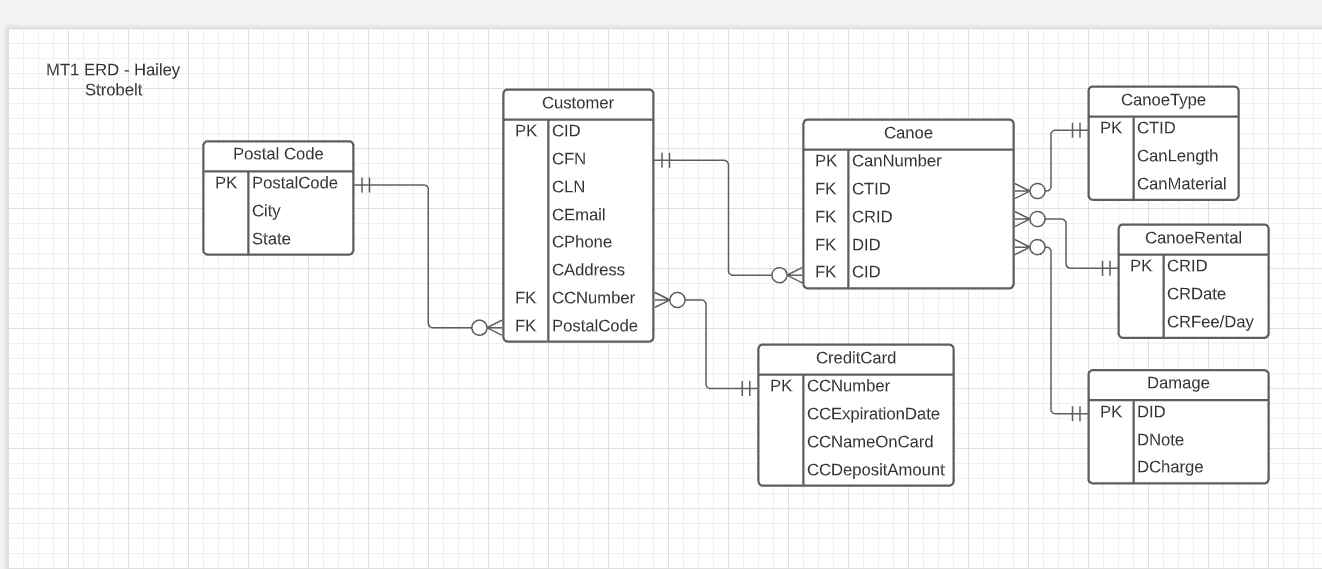 MT1 ERD - Hailey
Strobelt
Postal Code
PK PostalCode
City
State
Customer
PK CID
CFN
CLN
CEmail
CPhone
CAddress
FK CCNumber
FK PostalCode
Canoe
PK CanNumber
FK CTID
FK CRID
FK DID
FK CID
CreditCard
PK CCNumber
CCExpirationDate
CCNameOnCard
CCDepositAmount
CanoeType
PK CTID
CanLength
CanMaterial
CanoeRental
PK CRID
CRDate
CRFee/Day
Damage
PK DID
DNote
DCharge